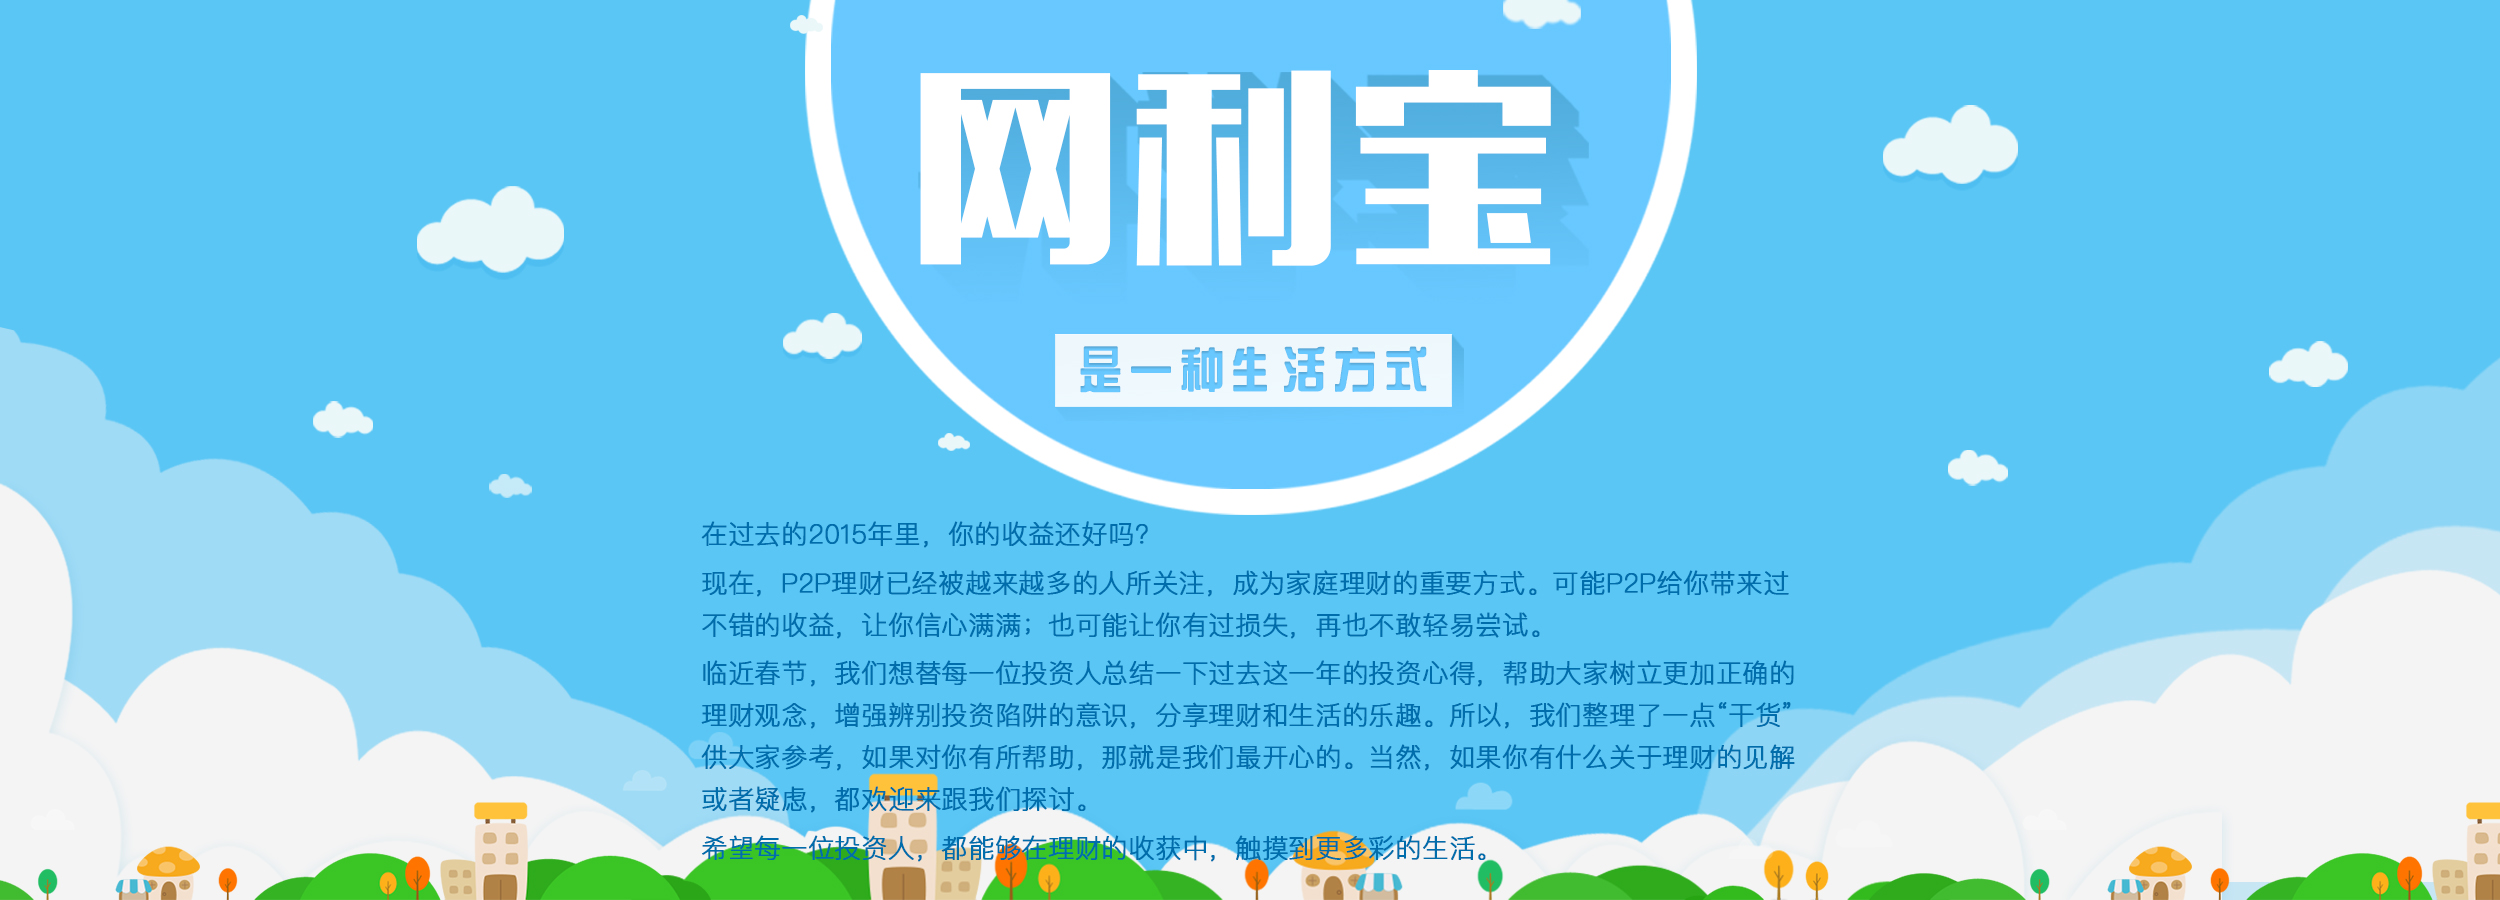 网利宝
是一种生活方式
在过去的2015年里，你的收益还好吗？
现在，P2P理财已经被越来越多的人所关注，成为家庭理财的重要方式。可能P2P给你带来过
不错的收益，让你信心满满；也可能让你有过损失，再也不敢轻易尝试。
临近春节，我们想替每一位投资人总结一下过去这一年的投资心得，帮助大家树立更加正确的
理财观念，增强辨别投资陷阱的意识，分享理财和生活的乐趣。所以，我们整理了一点“干货”
供大家参考，如果对你有所帮助，那就是我们最开心的。当然，如果你有什么关于理财的见解
或者疑虑，都欢迎来跟我们探讨。
希望每一位投资人，都能够在理财的收获中，触摸到更多彩的生活。